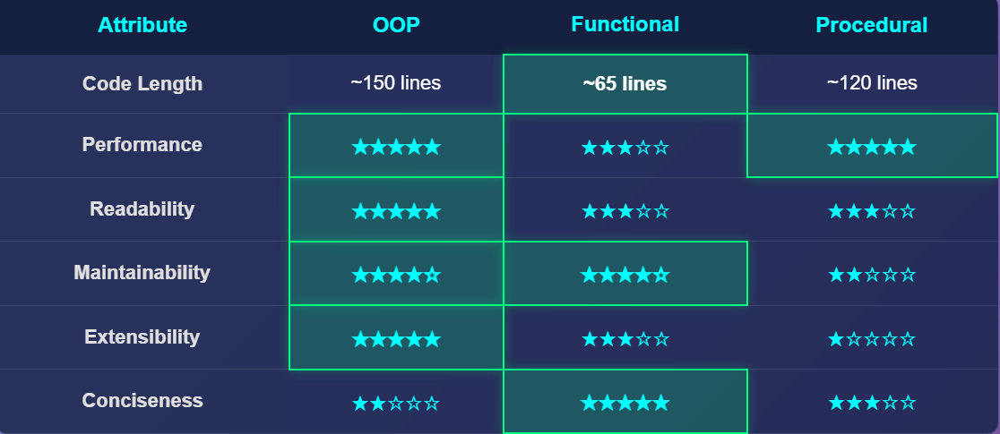 Attribute OOP Functional Procedural
Code Length ~150 lines ~65 lines ~120 lines
Performance ★★★★★ ★★★☆☆ ★★★★★
Readability ★★★★★ ★★★☆☆ ★★★☆☆
Maintainability ★★★★☆ ★★★★☆ ★★☆☆☆
Extensibility ★★★★★ ★★★☆☆ ★☆☆☆☆
Conciseness ★★☆☆☆ ★★★★★ ★★★☆☆